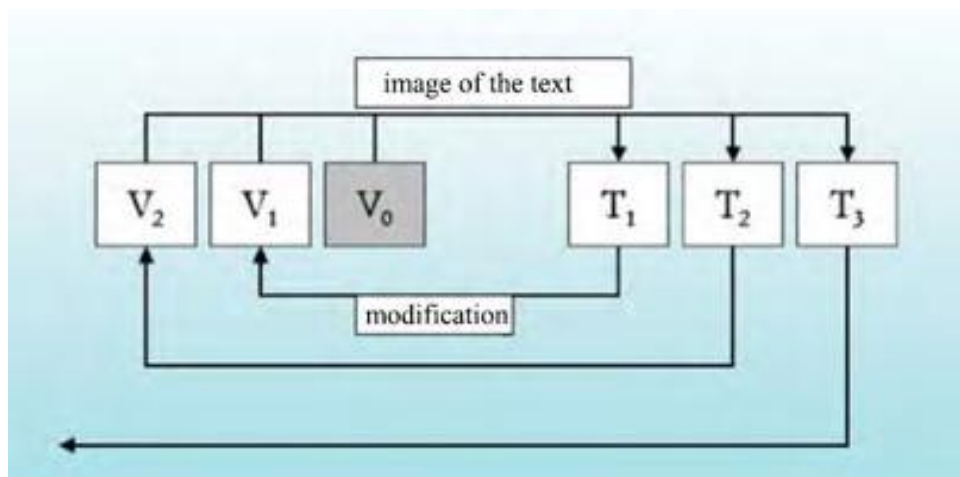 image of the text
V₂ V₁ V₀ T₁ T₂ T₃
modification